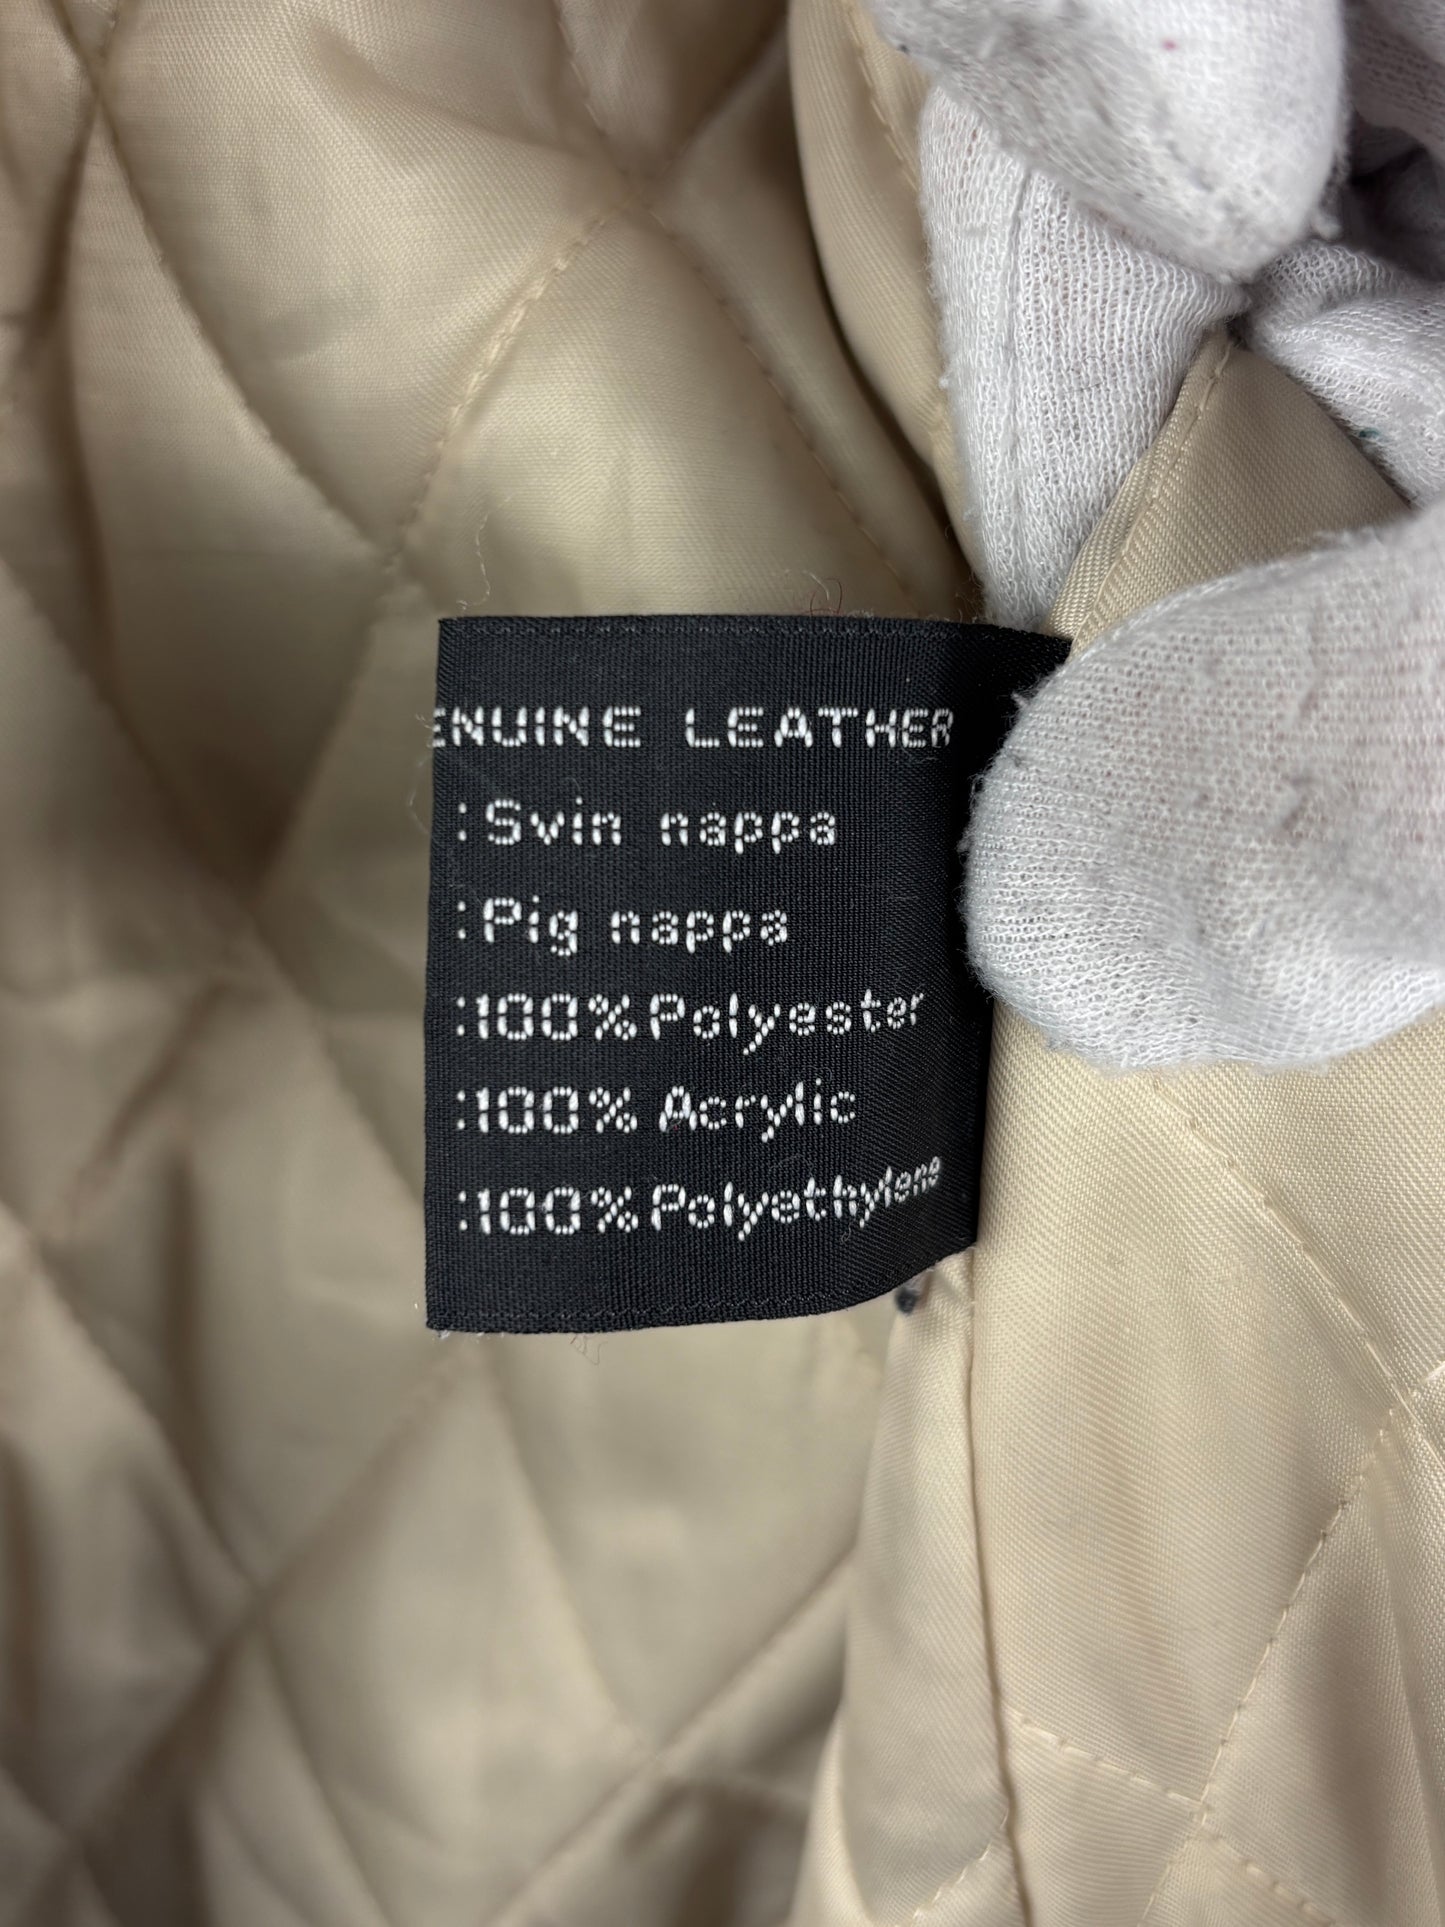 ENUINE LEATHER
:Svin nappa
:Pig nappa
:100%Polyester
:100% Acrylic
:100%Polyethylene